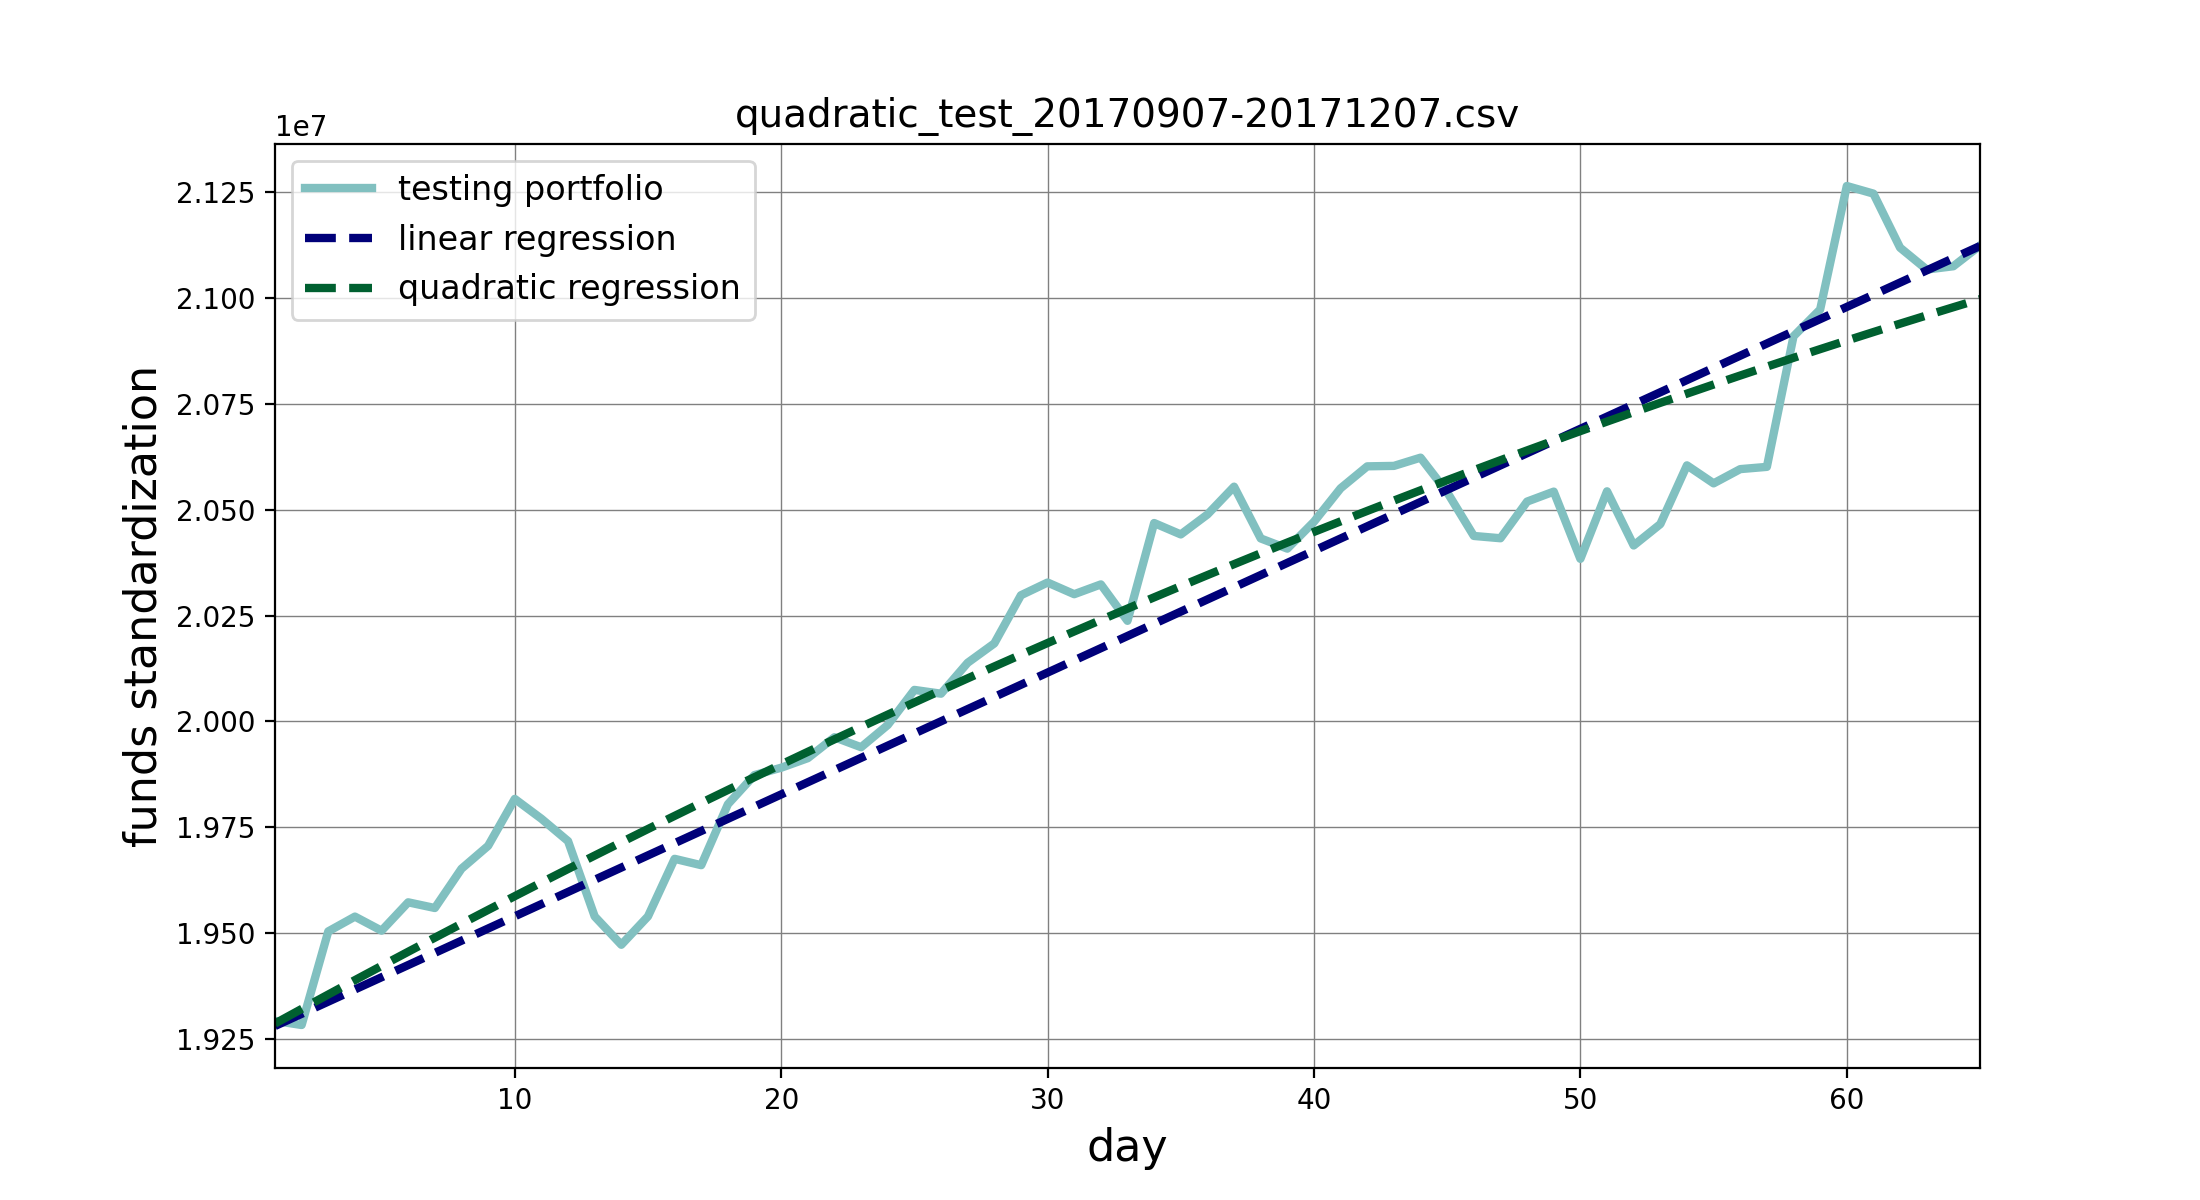 quadratic_test_20170907-20171207.csv
1e7
testing portfolio
linear regression
quadratic regression
2.125
2.100
2.075
2.050
2.025
2.000
1.975
1.950
1.925
funds standardization
10 20 30 40 50 60
day